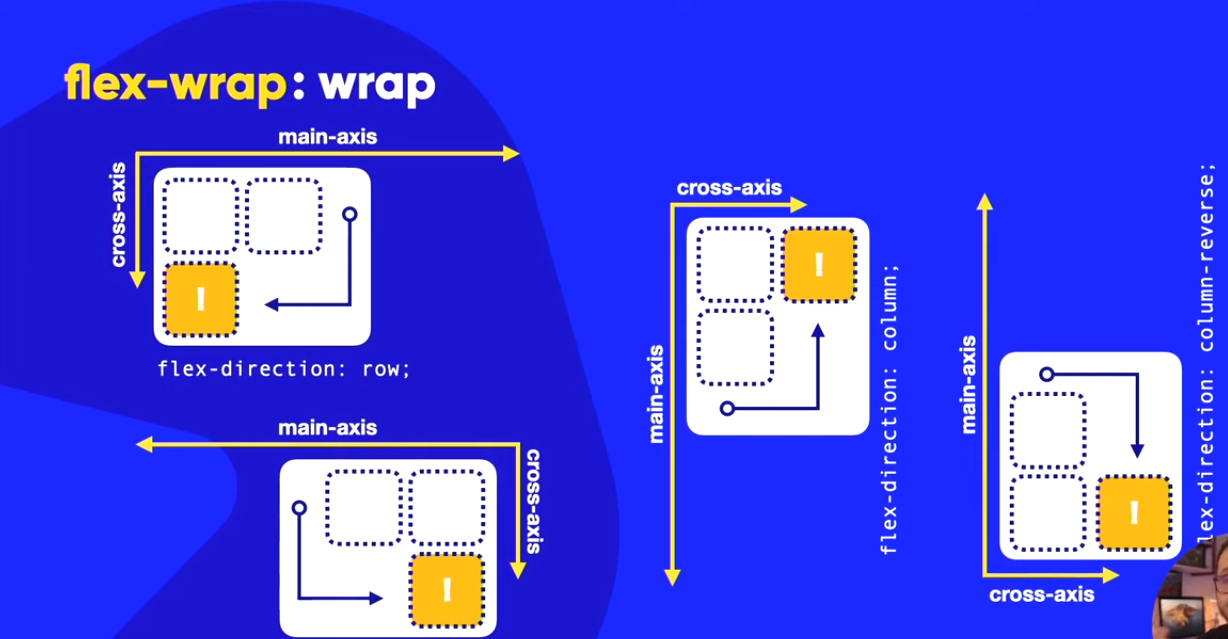 flex-wrap: wrap
main-axis
cross-axis
!
flex-direction: row;
main-axis
cross-axis
!
cross-axis
main-axis
!
flex-direction: column;
main-axis
!
cross-axis
lex-direction: column-reverse;